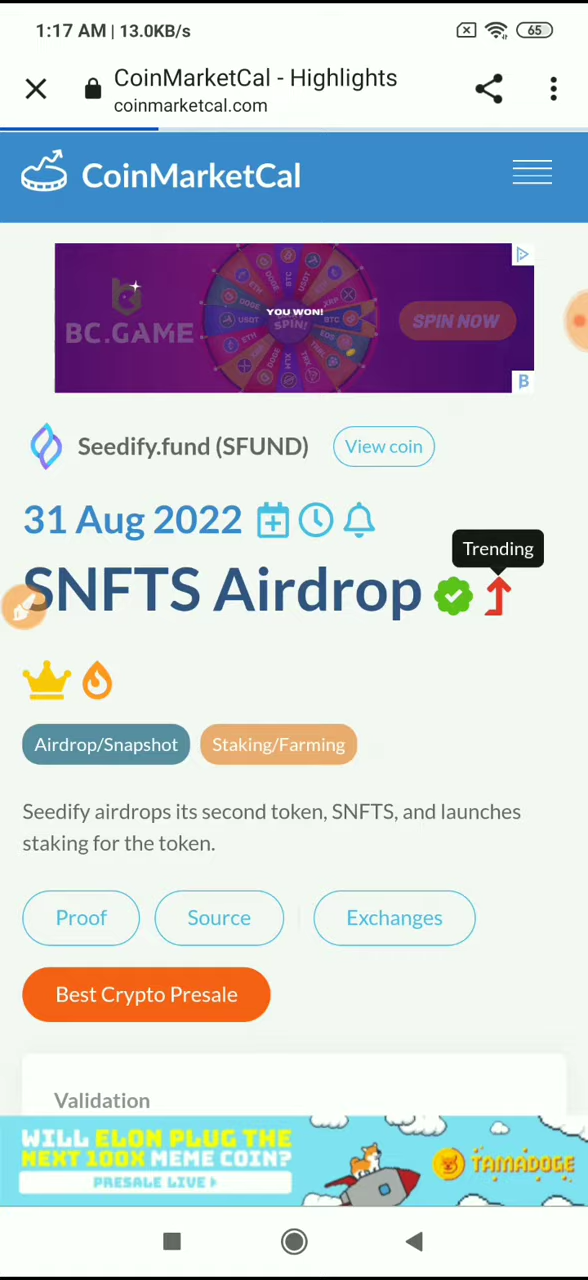 1:17 AM | 13.0KB/s
65
CoinMarketCal - Highlights
coinmarketcal.com
CoinMarketCal
BC.GAME
YOU WON!
SPIN!
SPIN NOW
Seedify.fund (SFUND)
View coin
31 Aug 2022
Trending
SNFTS Airdrop
Airdrop/Snapshot
Staking/Farming
Seedify airdrops its second token, SNFTS, and launches
staking for the token.
Proof
Source
Exchanges
Best Crypto Presale
Validation
WILL ELON PLUG THE
NEXT 100X MEME COIN?
PRESALE LIVE
TAMADOGE